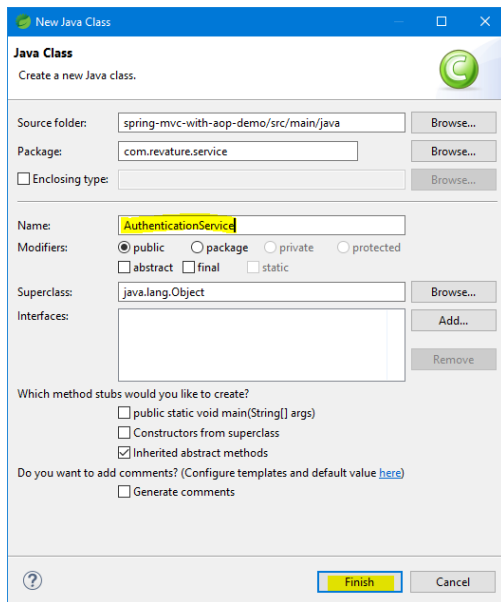 New Java Class
Java Class
Create a new Java class.
C
Source folder: spring-mvc-with-aop-demo/src/main/java Browse...
Package: com.revature.service Browse...
Enclosing type: Browse...
Name: AuthenticationService
Modifiers: public package private protected
abstract final static
Superclass: java.lang.Object Browse...
Interfaces: Add...
Remove
Which method stubs would you like to create?
public static void main(String[] args)
Constructors from superclass
Inherited abstract methods
Do you want to add comments? (Configure templates and default value here)
Generate comments
? Finish Cancel